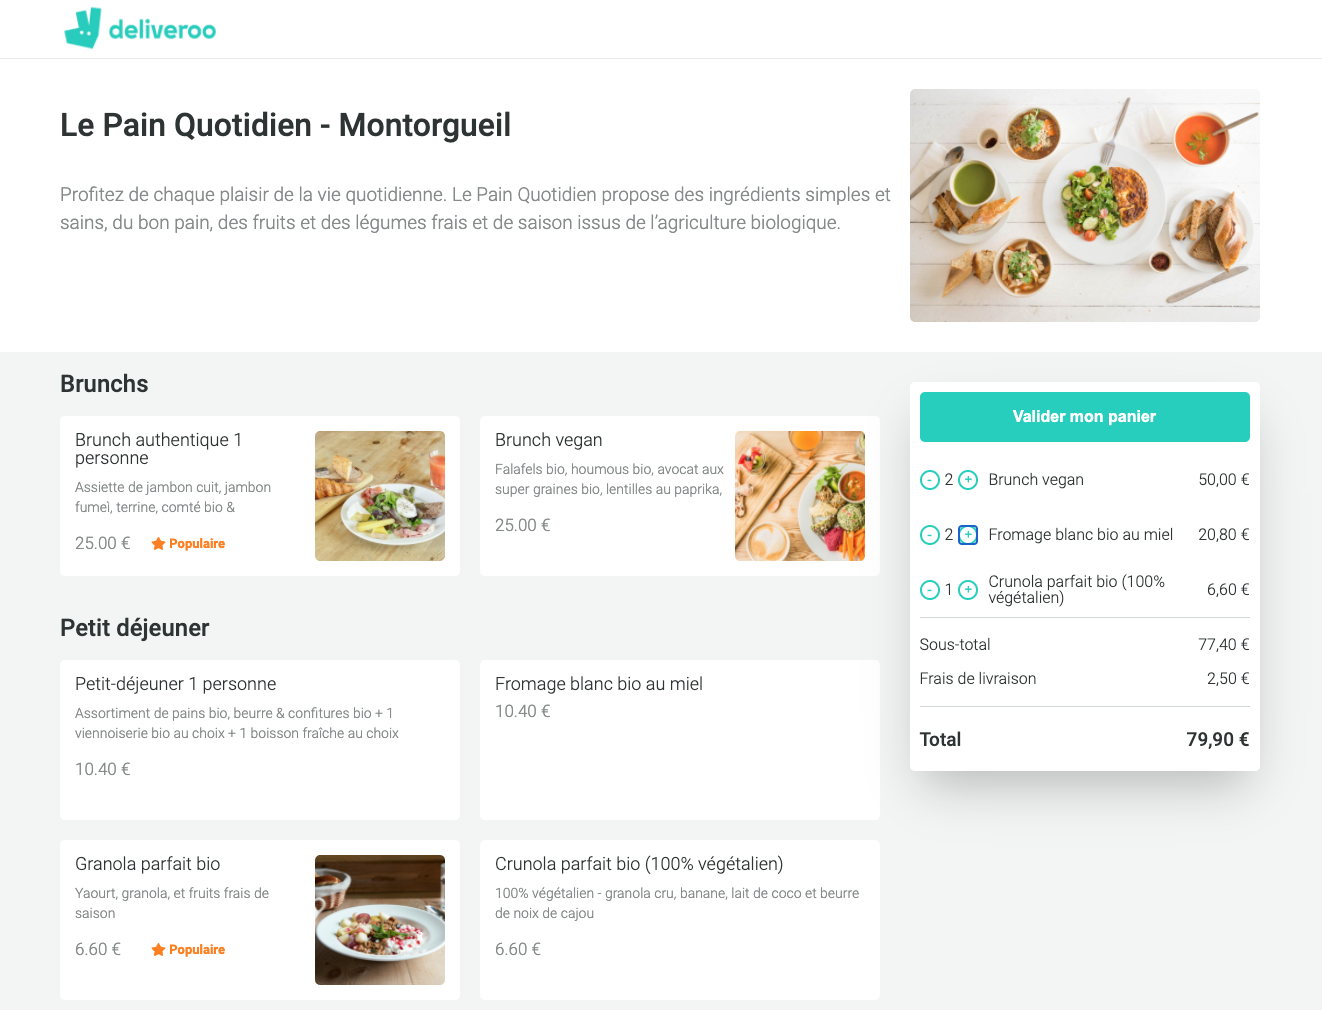 deliveroo
Le Pain Quotidien - Montorgueil
Profitez de chaque plaisir de la vie quotidienne. Le Pain Quotidien propose des ingrédients simples et
sains, du bon pain, des fruits et des légumes frais et de saison issus de l’agriculture biologique.
Brunchs
Brunch authentique 1
personne
Assiette de jambon cuit, jambon
fumei, terrine, comté bio &
25.00 €
Populaire
Brunch vegan
Falafels bio, houmous bio, avocat aux
super graines bio, lentilles au paprika,
25.00 €
Petit déjeuner
Petit-déjeuner 1 personne
Assortiment de pains bio, beurre & confitures bio + 1
viennoiserie bio au choix + 1 boisson fraîche au choix
10.40 €
Fromage blanc bio au miel
10.40 €
Granola parfait bio
Yaourt, granola, et fruits frais de
saison
6.60 €
Populaire
Crunola parfait bio (100% végétalien)
100% végétalien - granola cru, banane, lait de coco et beurre
de noix de cajou
6.60 €
Valider mon panier
- 2 + Brunch vegan 50,00 €
- 2 + Fromage blanc bio au miel 20,80 €
- 1 + Crunola parfait bio (100%
végétalien) 6,60 €
Sous-total 77,40 €
Frais de livraison 2,50 €
Total 79,90 €